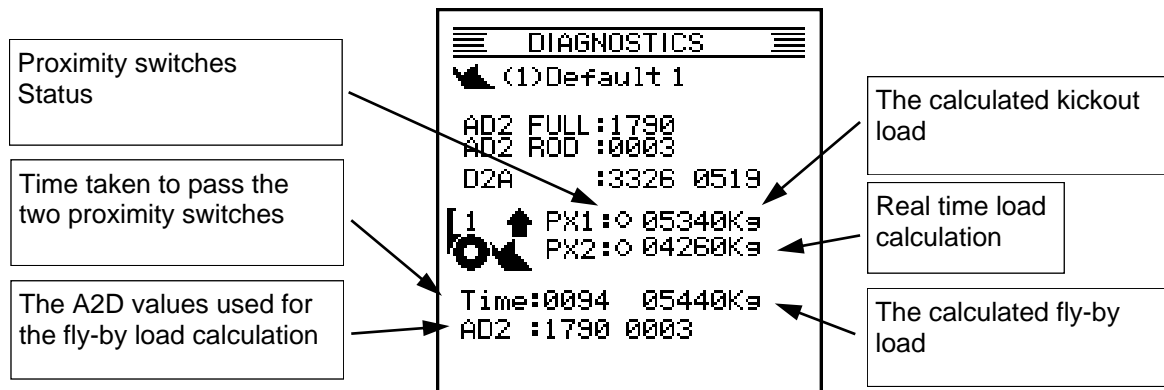 DIAGNOSTICS
(1)Default 1
AD2 FULL:1790
AD2 ROD :0003
D2A :3326 0519
1 PX1: 05340Kg
PX2: 04260Kg
Time:0094 05440Kg
AD2 :1790 0003
Proximity switches
Status
Time taken to pass the
two proximity switches
The A2D values used for
the fly-by load calculation
The calculated kickout
load
Real time load
calculation
The calculated fly-by
load